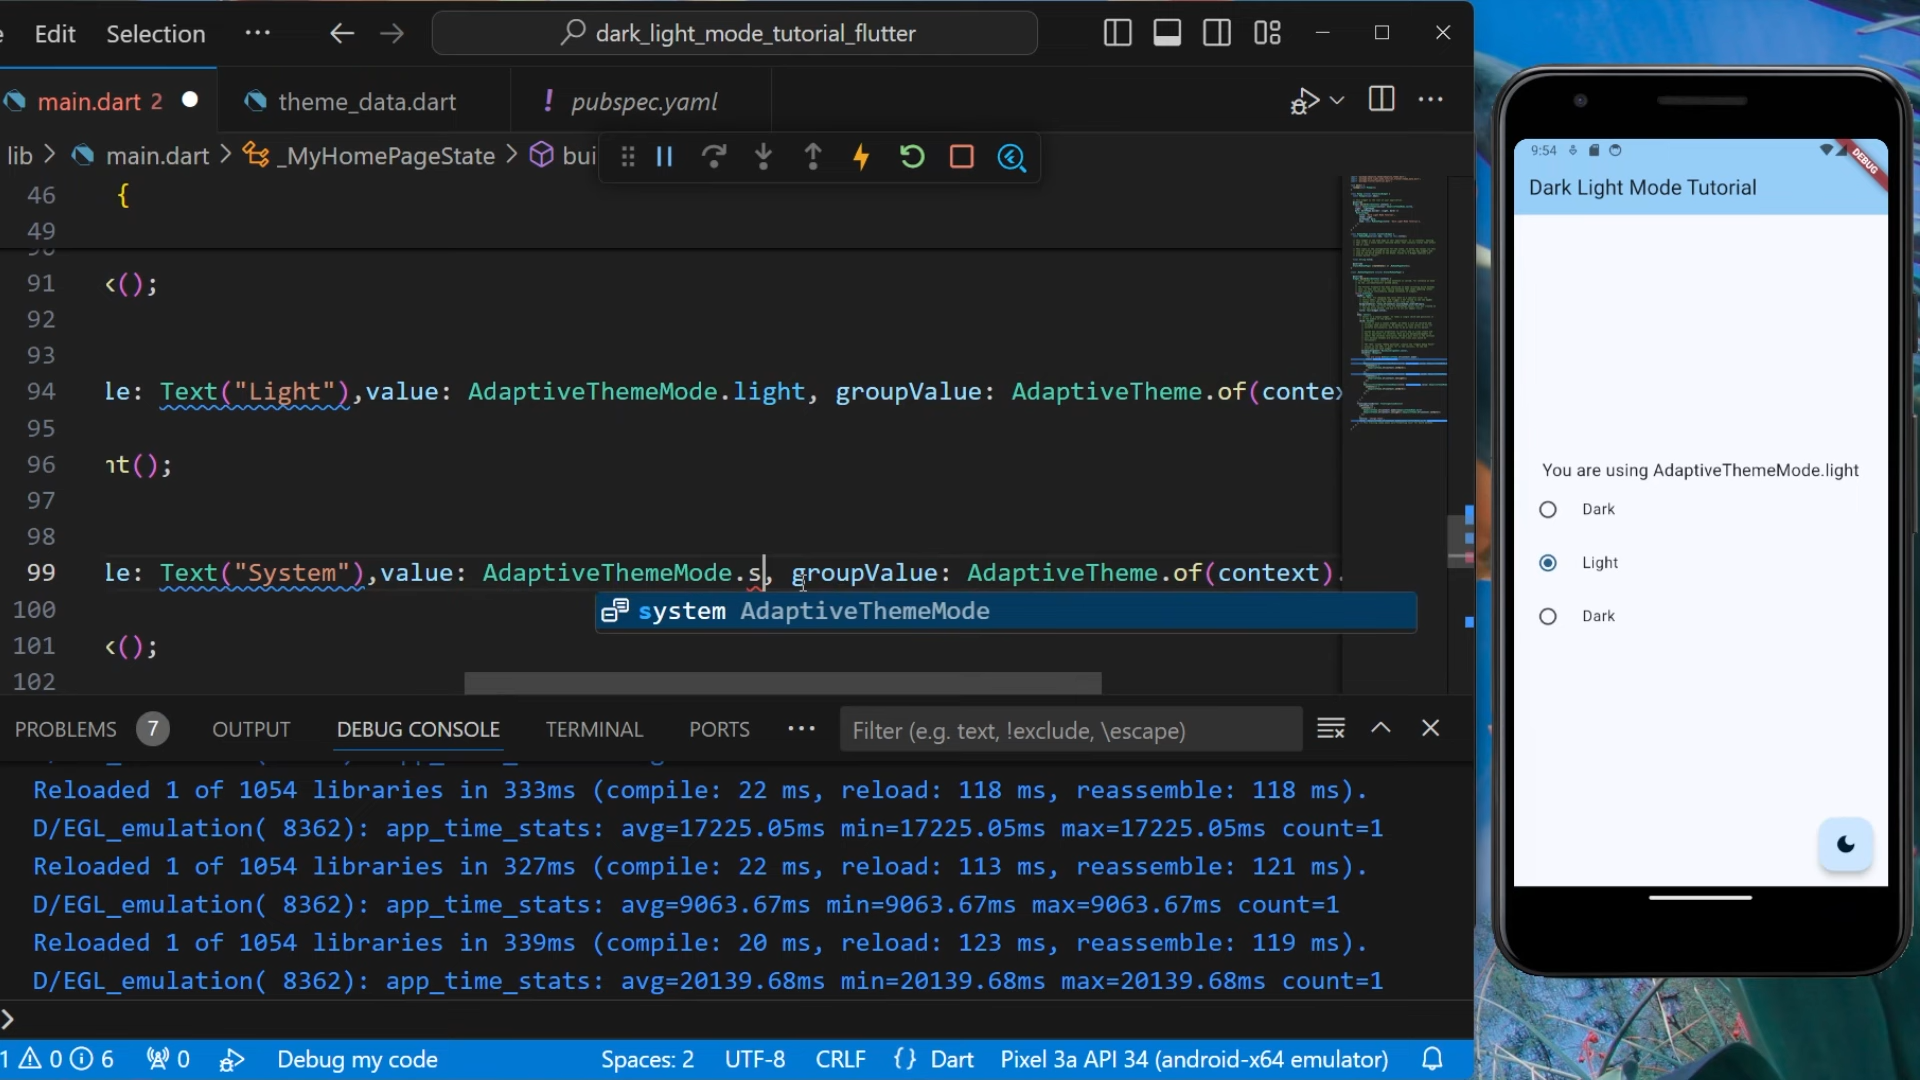 Edit Selection ··· dark_light_mode_tutorial_flutter
main.dart 2 theme_data.dart ! pubspec.yaml ···
lib > main.dart > _MyHomePageState > bui
46 {
49
91 ();
92
93
94 le: Text("Light"),value: AdaptiveThemeMode.light, groupValue: AdaptiveTheme.of(contex
95
96 nt();
97
98
99 le: Text("System"),value: AdaptiveThemeMode.s, groupValue: AdaptiveTheme.of(context).
system AdaptiveThemeMode
100
101 ();
102
PROBLEMS 7 OUTPUT DEBUG CONSOLE TERMINAL PORTS ··· Filter (e.g. text, !exclude, \escape)
Reloaded 1 of 1054 libraries in 333ms (compile: 22 ms, reload: 118 ms, reassemble: 118 ms).
D/EGL_emulation( 8362): app_time_stats: avg=17225.05ms min=17225.05ms max=17225.05ms count=1
Reloaded 1 of 1054 libraries in 327ms (compile: 22 ms, reload: 113 ms, reassemble: 121 ms).
D/EGL_emulation( 8362): app_time_stats: avg=9063.67ms min=9063.67ms max=9063.67ms count=1
Reloaded 1 of 1054 libraries in 339ms (compile: 20 ms, reload: 123 ms, reassemble: 119 ms).
D/EGL_emulation( 8362): app_time_stats: avg=20139.68ms min=20139.68ms max=20139.68ms count=1
>
1 0 6 0 Debug my code Spaces: 2 UTF-8 CRLF {} Dart Pixel 3a API 34 (android-x64 emulator)
9:54
DEBUG
Dark Light Mode Tutorial
You are using AdaptiveThemeMode.light
Dark
Light
Dark